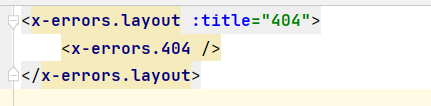 <x-errors.layout :title="404">
    <x-errors.404 />
</x-errors.layout>